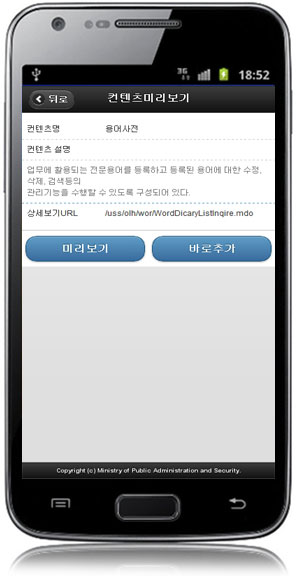 3G 18:52
뒤로 컨텐츠미리보기
컨텐츠명 용어사전
컨텐츠 설명
업무에 활용되는 전문용어를 등록하고 등록된 용어에 대한 수정,
삭제, 검색등의
관리기능을 수행할 수 있도록 구성되어 있다.
상세보기URL /uss/olh/wor/WordDicaryListInqire.mdo
미리보기 바로추가
Copyright (c) Ministry of Public Administration and Security.